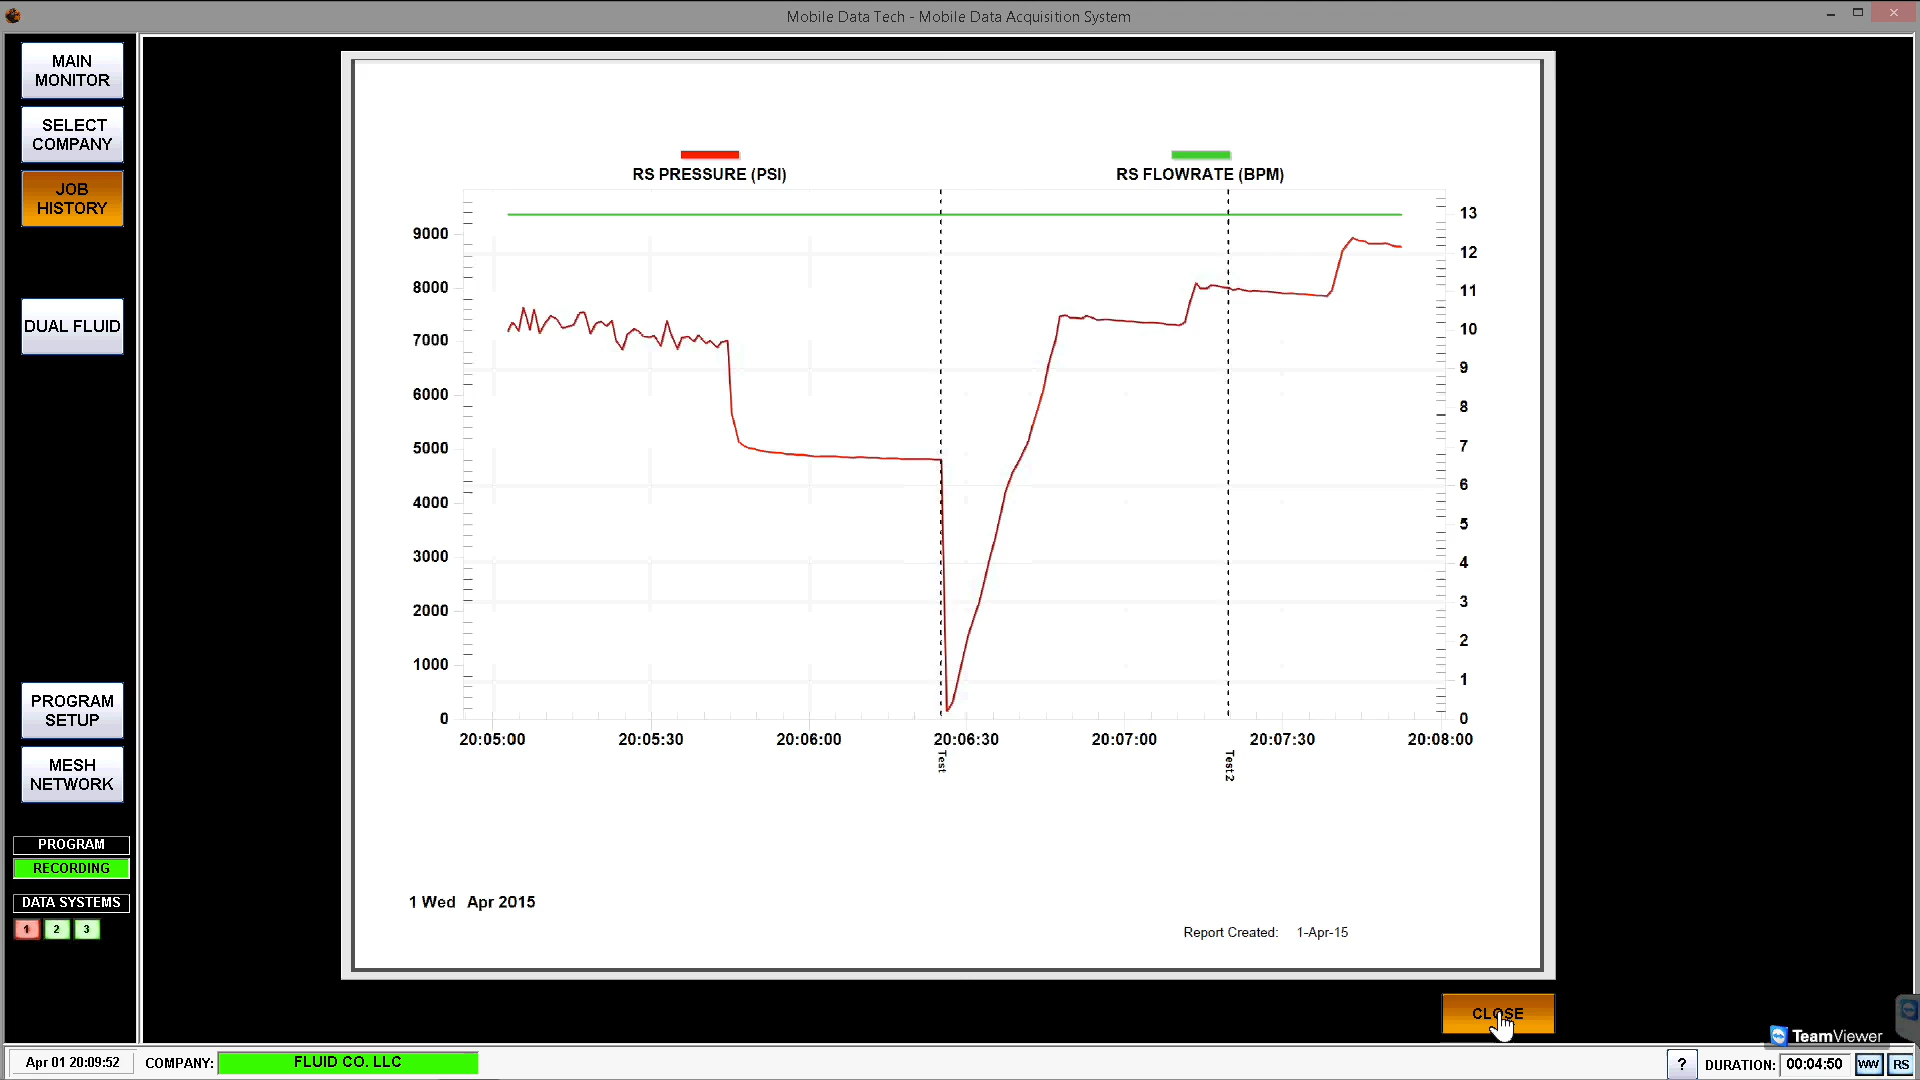 Mobile Data Tech - Mobile Data Acquisition System
MAIN
MONITOR
SELECT
COMPANY
JOB
HISTORY
DUAL FLUID
PROGRAM
SETUP
MESH
NETWORK
PROGRAM
RECORDING
DATA SYSTEMS
1 2 3
RS PRESSURE (PSI)
RS FLOWRATE (BPM)
9000
8000
7000
6000
5000
4000
3000
2000
1000
0
13
12
11
10
9
8
7
6
5
4
3
2
1
0
20:05:00 20:05:30 20:06:00 20:06:30 20:07:00 20:07:30 20:08:00
Test
Test 2
1 Wed Apr 2015
Report Created: 1-Apr-15
CLOSE
TeamViewer
Apr 01 20:09:52 COMPANY: FLUID CO. LLC ? DURATION: 00:04:50 WW RS